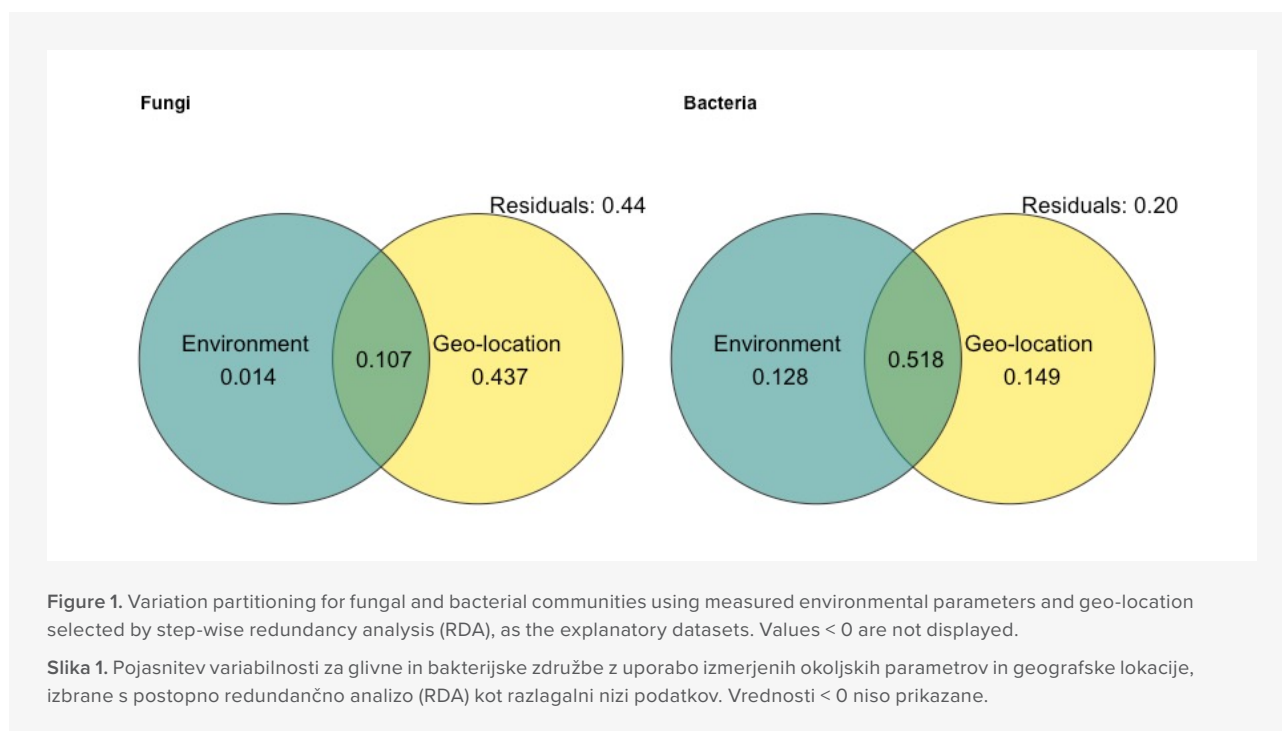 Fungi
Residuals: 0.44
Environment
0.014
0.107
Geo-location
0.437
Bacteria
Residuals: 0.20
Environment
0.128
0.518
Geo-location
0.149
Figure 1. Variation partitioning for fungal and bacterial communities using measured environmental parameters and geo-location
selected by step-wise redundancy analysis (RDA), as the explanatory datasets. Values < 0 are not displayed.
Slika 1. Pojasnitev variabilnosti za glivne in bakterijske združbe z uporabo izmerjenih okoljskih parametrov in geografske lokacije,
izbrane s postopno redundančno analizo (RDA) kot razlagalni nizi podatkov. Vrednosti < 0 niso prikazane.